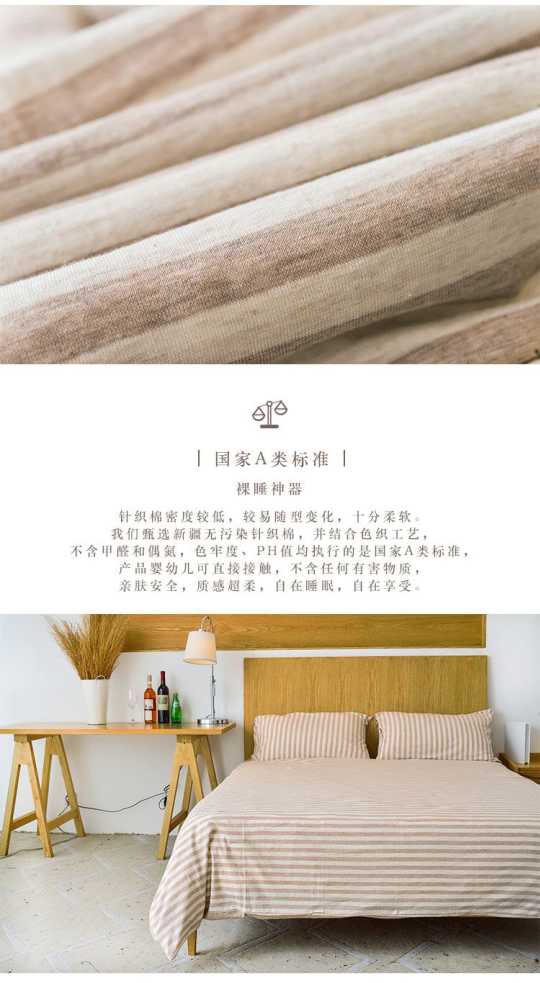 国家A类标准
裸睡神器
针织棉密度较低，较易随型变化，十分柔软。
我们甄选新疆无污染针织棉，并结合色织工艺，
不含甲醛和偶氮，色牢度、PH值均执行的是国家A类标准，
产品婴幼儿可直接接触，不含任何有害物质，
亲肤安全，质感超柔，自在睡眠，自在享受。